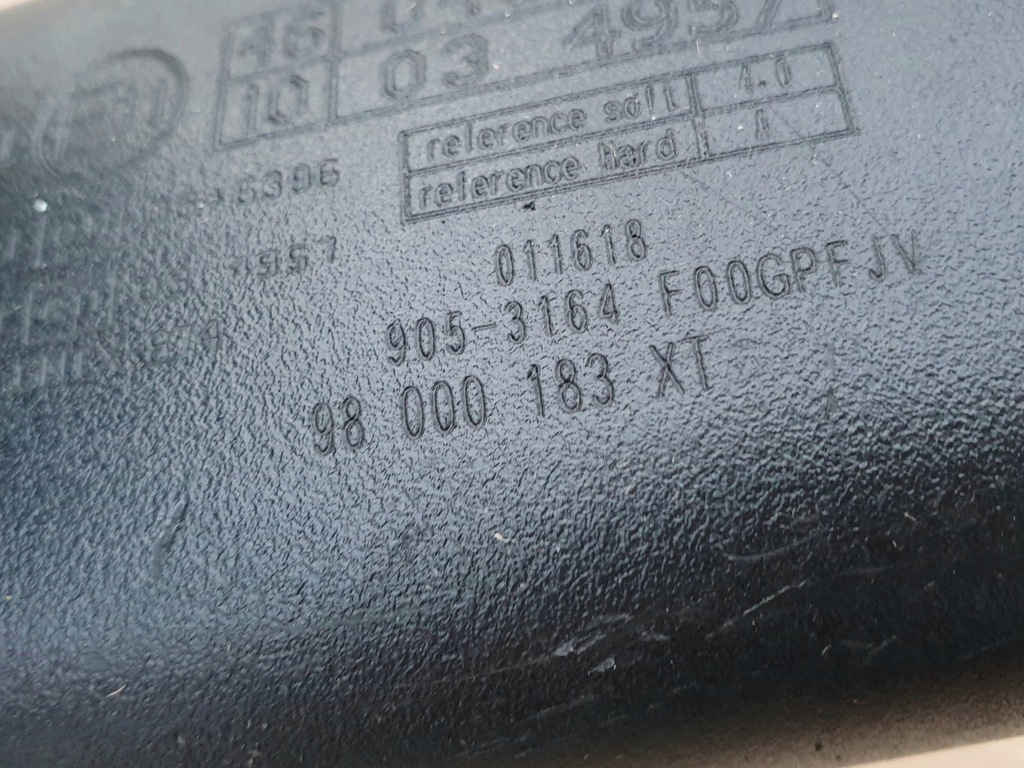 46
10 03 4957
reference soft 4.0
reference Hard A
6396
4957
011618
905-3164 F00GPFJV
98 000 183 XT